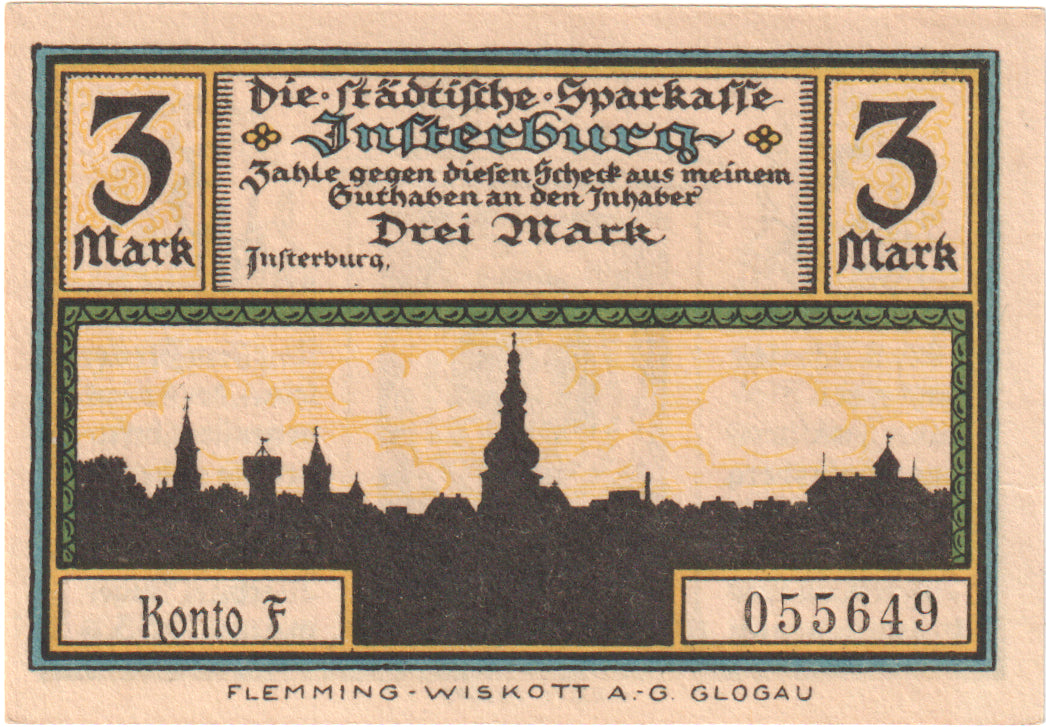 3
Mark
Die·städtische·Sparkasse
Insterburg
Zahle gegen diesen Scheck aus meinem
Guthaben an den Inhaber
Drei Mark
Insterburg,
3
Mark
Konto F
055649
FLEMMING-WISKOTT A.-G. GLOGAU